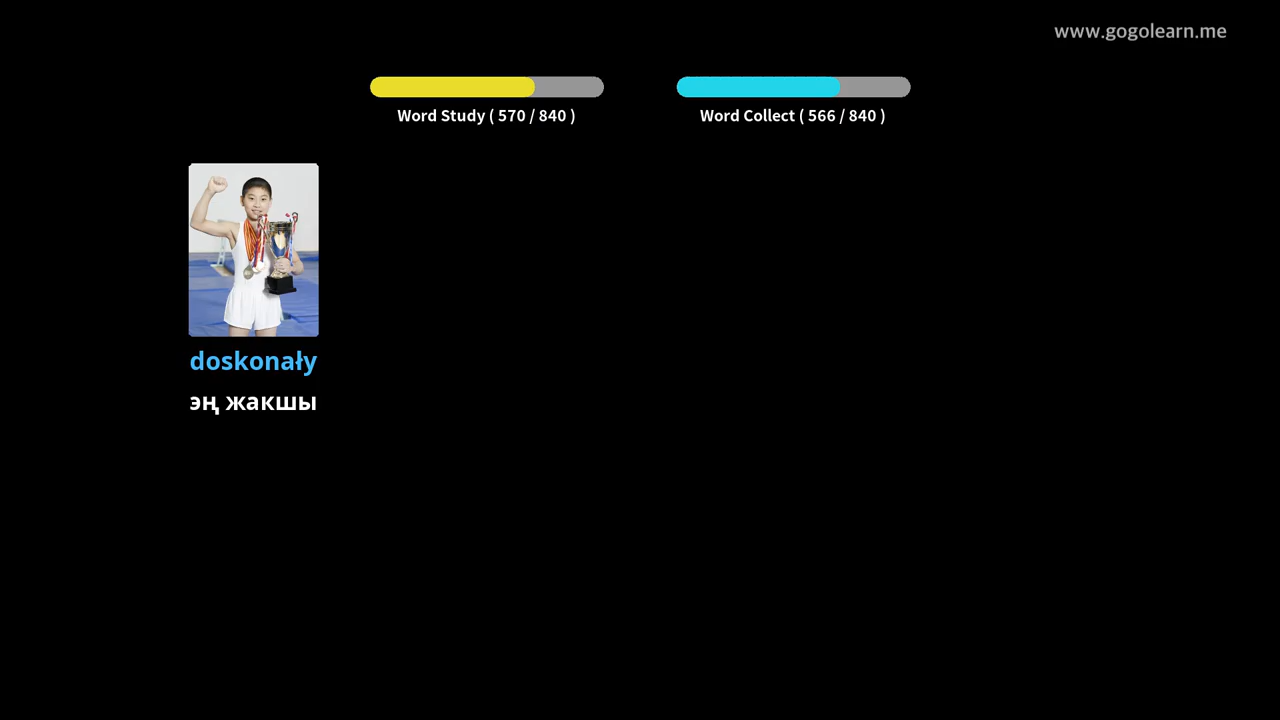 www.gogolearn.me
Word Study ( 570 / 840 )
Word Collect ( 566 / 840 )
doskonały
эң жакшы